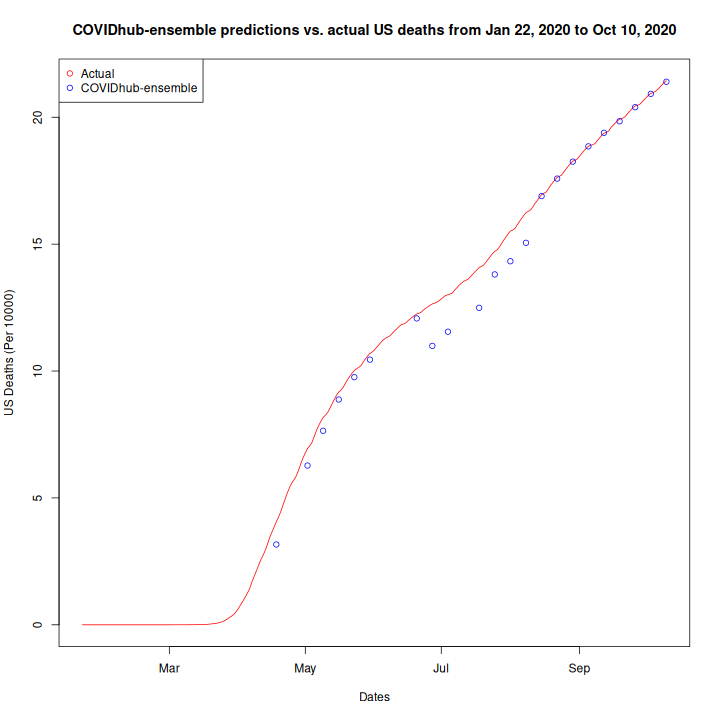 COVIDhub-ensemble predictions vs. actual US deaths from Jan 22, 2020 to Oct 10, 2020
Actual
COVIDhub-ensemble
20
15
10
5
0
US Deaths (Per 10000)
Mar May Jul Sep
Dates